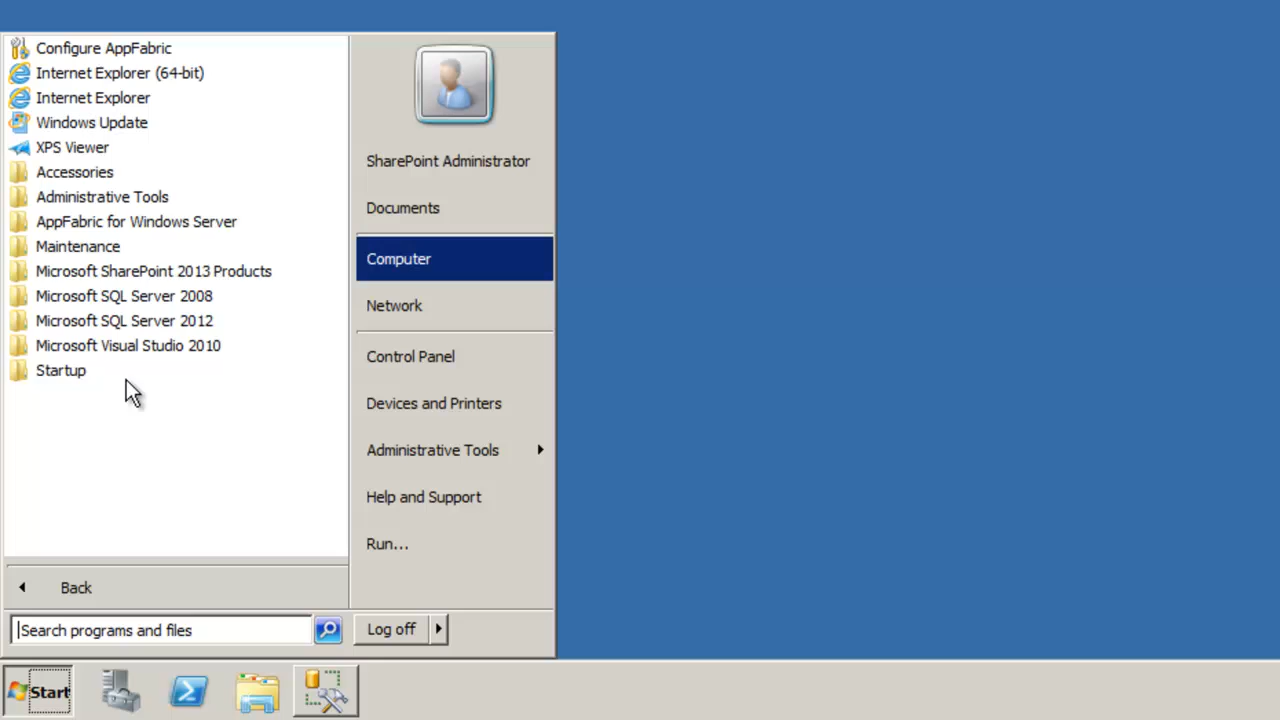 Configure AppFabric
Internet Explorer (64-bit)
Internet Explorer
Windows Update
XPS Viewer
Accessories
Administrative Tools
AppFabric for Windows Server
Maintenance
Microsoft SharePoint 2013 Products
Microsoft SQL Server 2008
Microsoft SQL Server 2012
Microsoft Visual Studio 2010
Startup
Back
Search programs and files
SharePoint Administrator
Documents
Computer
Network
Control Panel
Devices and Printers
Administrative Tools
Help and Support
Run...
Log off
Start